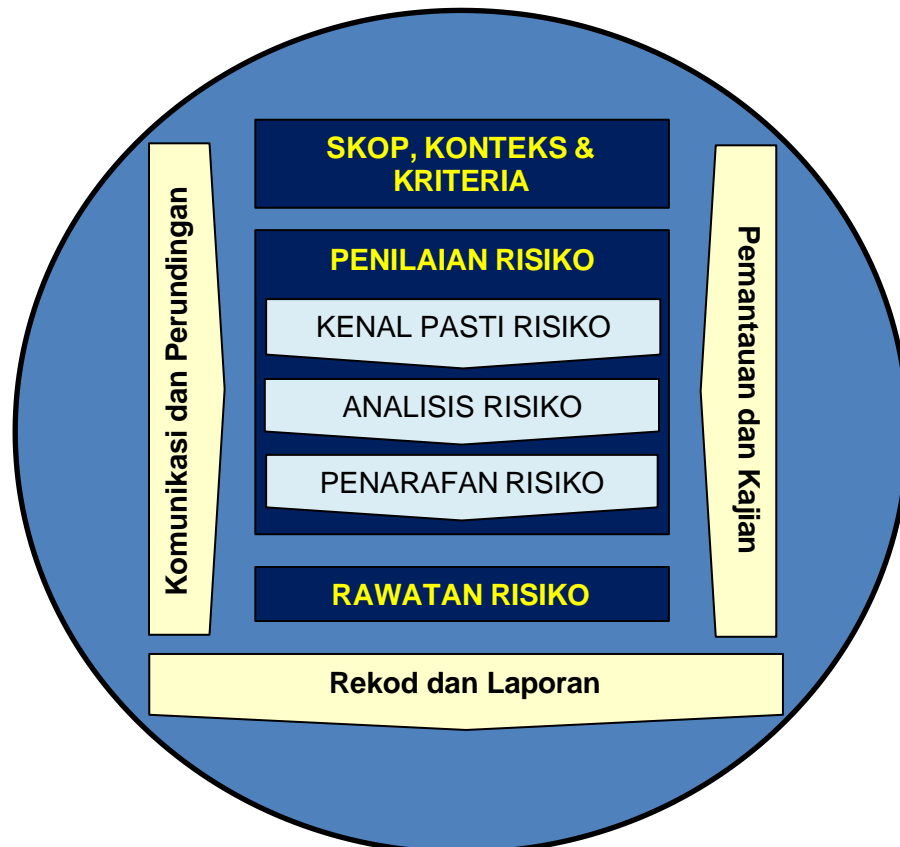 SKOP, KONTEKS &
KRITERIA
PENILAIAN RISIKO
KENAL PASTI RISIKO
ANALISIS RISIKO
PENARAFAN RISIKO
RAWATAN RISIKO
Komunikasi dan Perundingan
Pemantauan dan Kajian
Rekod dan Laporan